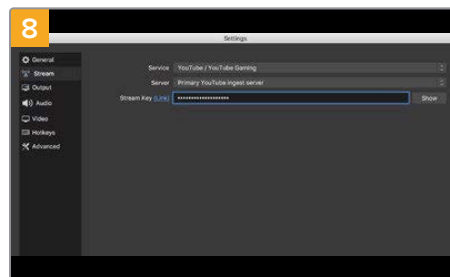 8
Settings
General
Stream
Output
Audio
Video
Hotkeys
Advanced
Service YouTube / YouTube Gaming
Server Primary YouTube ingest server
Stream Key (Link) •••••••••••••••••••• Show